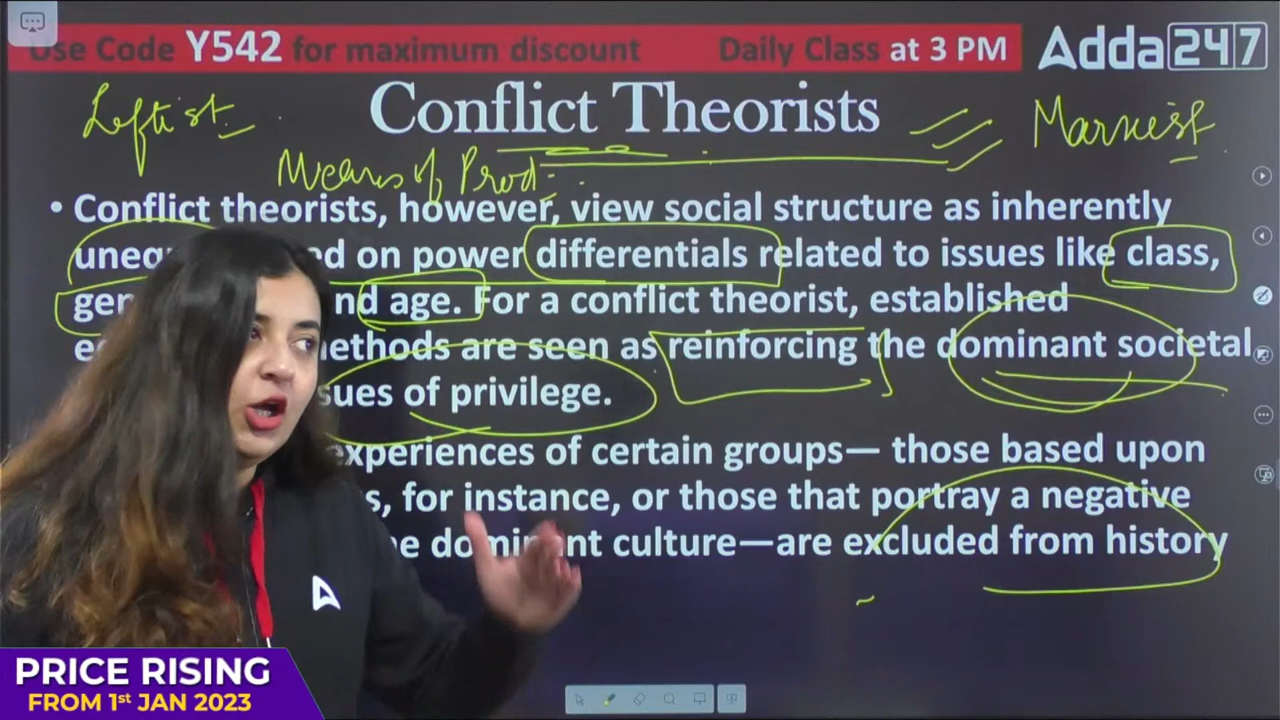 Use Code Y542 for maximum discount Daily Class at 3 PM Adda247
Conflict Theorists
Leftist
Marxist
Means of Prod:
• Conflict theorists, however, view social structure as inherently
uneq d on power differentials related to issues like class,
gen nd age. For a conflict theorist, established
e ethods are seen as reinforcing the dominant societal
sues of privilege.
experiences of certain groups— those based upon
s, for instance, or those that portray a negative
e dominant culture—are excluded from history
PRICE RISING
FROM 1st JAN 2023